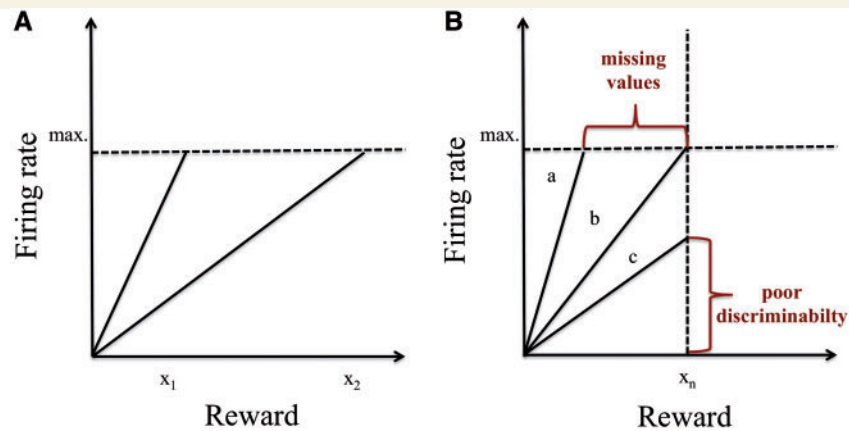 A
Firing rate
max.
x1
x2
Reward
B
Firing rate
max.
missing
values
a
b
c
poor
discriminabilty
xn
Reward